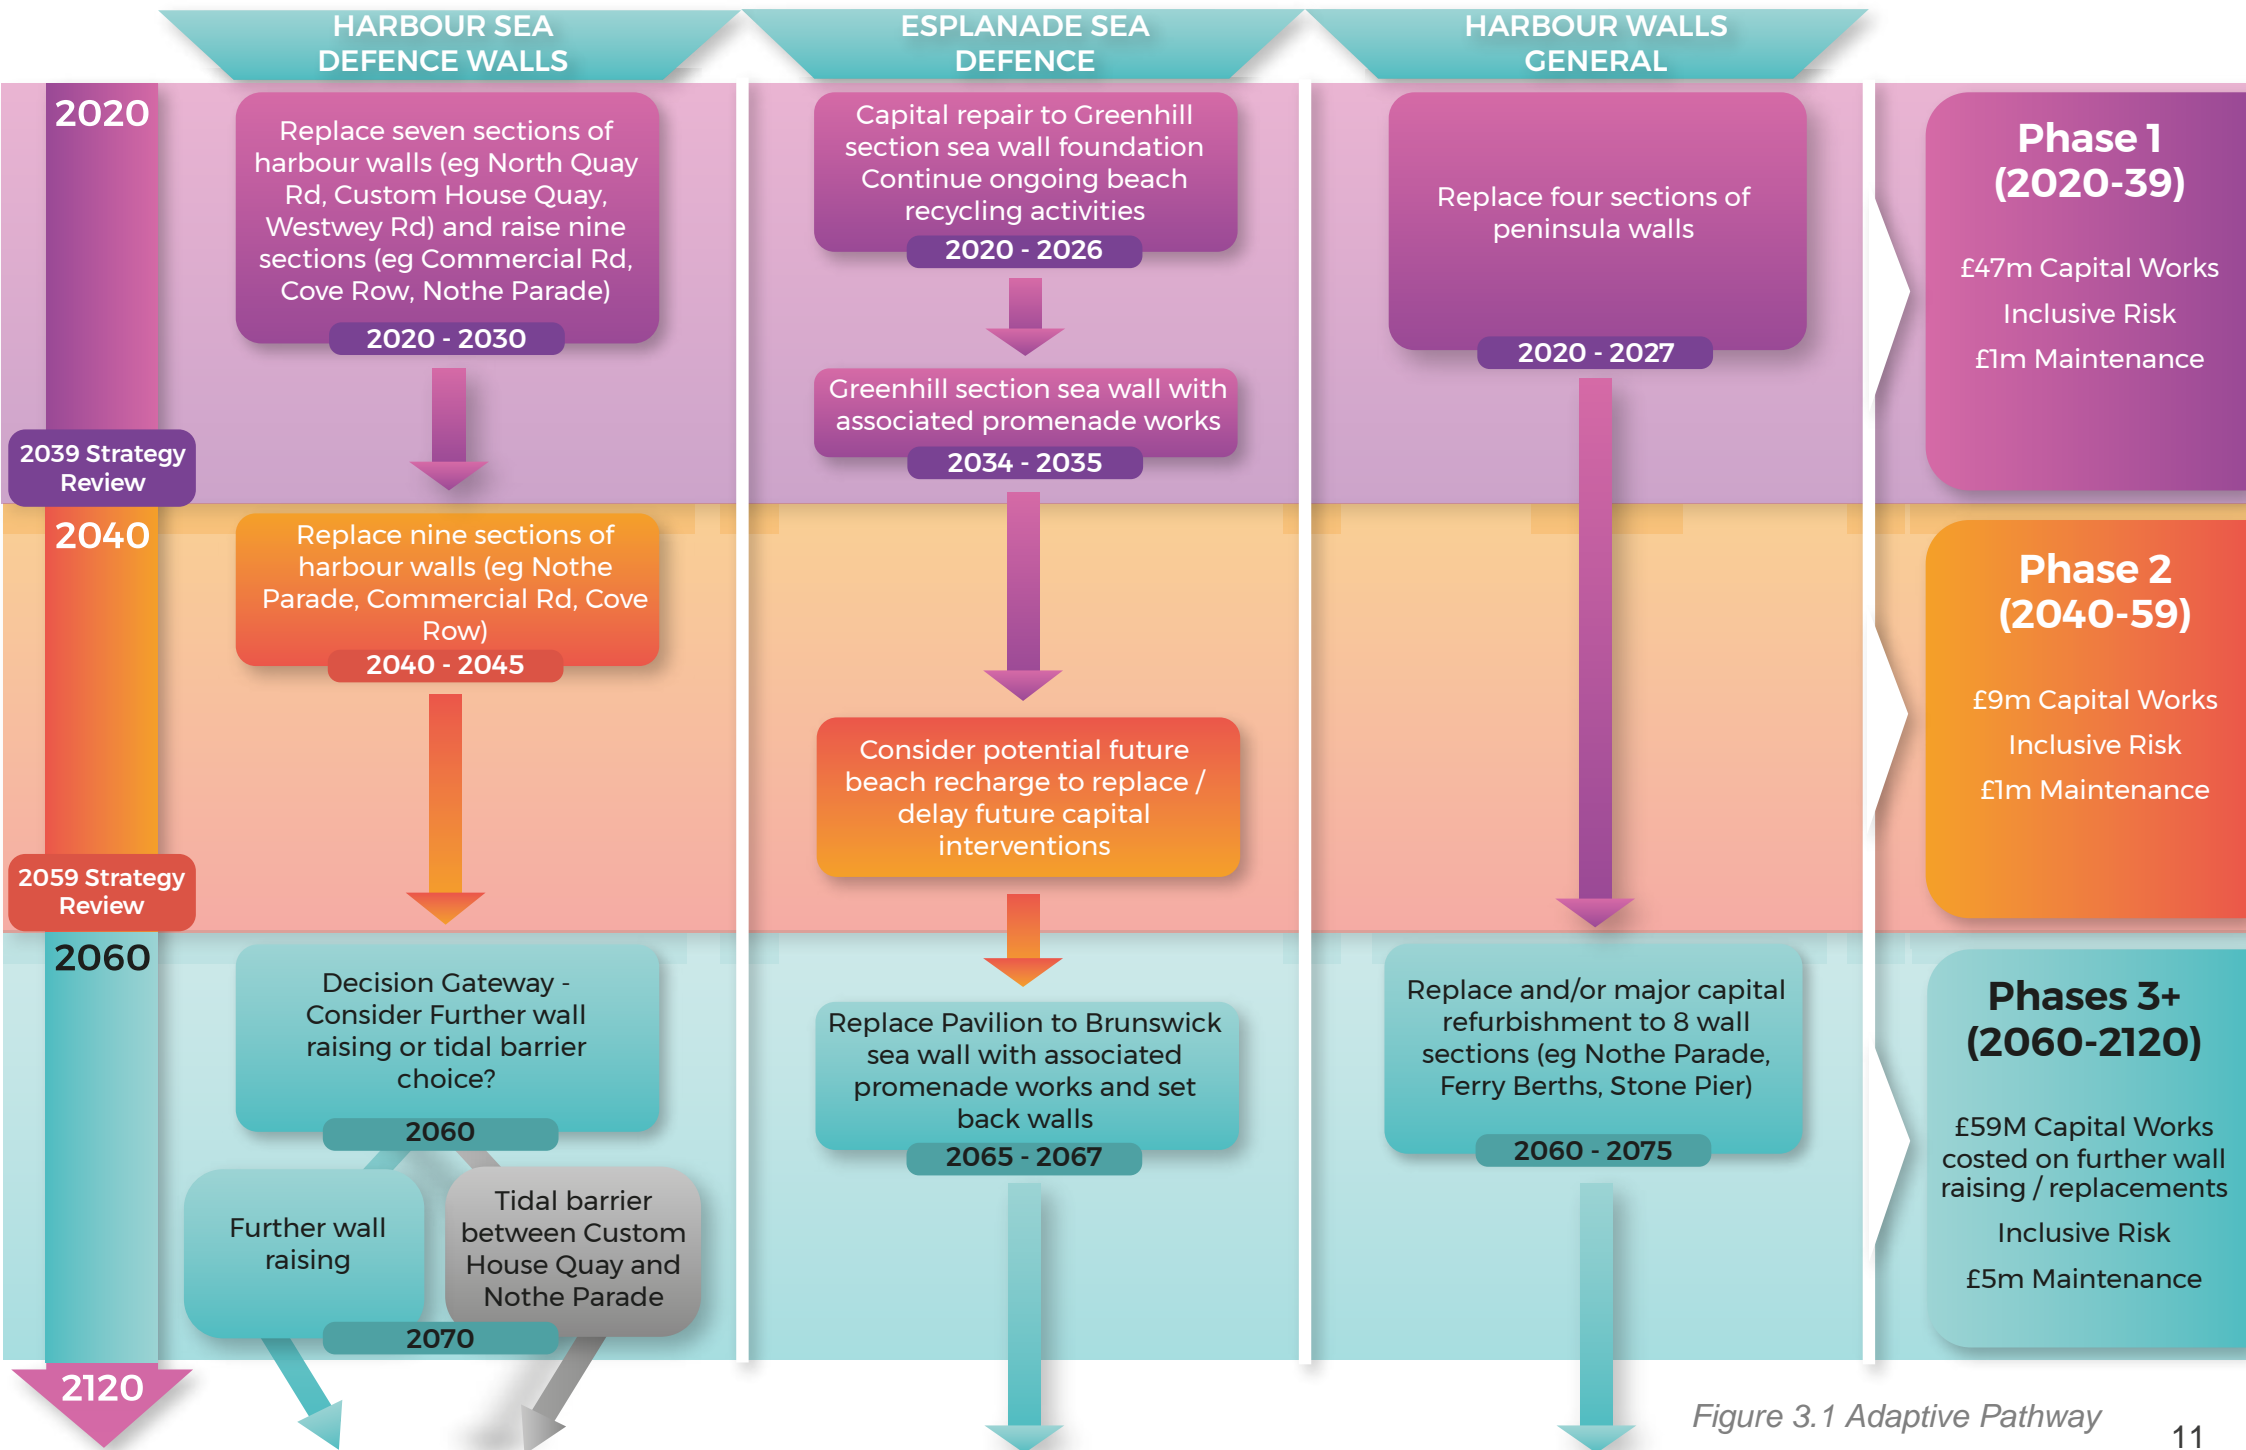 HARBOUR SEA
DEFENCE WALLS
ESPLANADE SEA
DEFENCE
HARBOUR WALLS
GENERAL
2020
Replace seven sections of
harbour walls (eg North Quay
Rd, Custom House Quay,
Westwey Rd) and raise nine
sections (eg Commercial Rd,
Cove Row, Nothe Parade)
2020 - 2030
Capital repair to Greenhill
section sea wall foundation
Continue ongoing beach
recycling activities
2020 - 2026
Greenhill section sea wall with
associated promenade works
2034 - 2035
Replace four sections of
peninsula walls
2020 - 2027
Phase 1
(2020-39)
£47m Capital Works
Inclusive Risk
£1m Maintenance
2039 Strategy
Review
2040
Replace nine sections of
harbour walls (eg Nothe
Parade, Commercial Rd, Cove
Row)
2040 - 2045
Consider potential future
beach recharge to replace /
delay future capital
interventions
Phase 2
(2040-59)
£9m Capital Works
Inclusive Risk
£1m Maintenance
2059 Strategy
Review
2060
Decision Gateway -
Consider Further wall
raising or tidal barrier
choice?
2060
Further wall
raising
Tidal barrier
between Custom
House Quay and
Nothe Parade
2070
Replace Pavilion to Brunswick
sea wall with associated
promenade works and set
back walls
2065 - 2067
Replace and/or major capital
refurbishment to 8 wall
sections (eg Nothe Parade,
Ferry Berths, Stone Pier)
2060 - 2075
Phases 3+
(2060-2120)
£59M Capital Works
costed on further wall
raising / replacements
Inclusive Risk
£5m Maintenance
2120
Figure 3.1 Adaptive Pathway
11